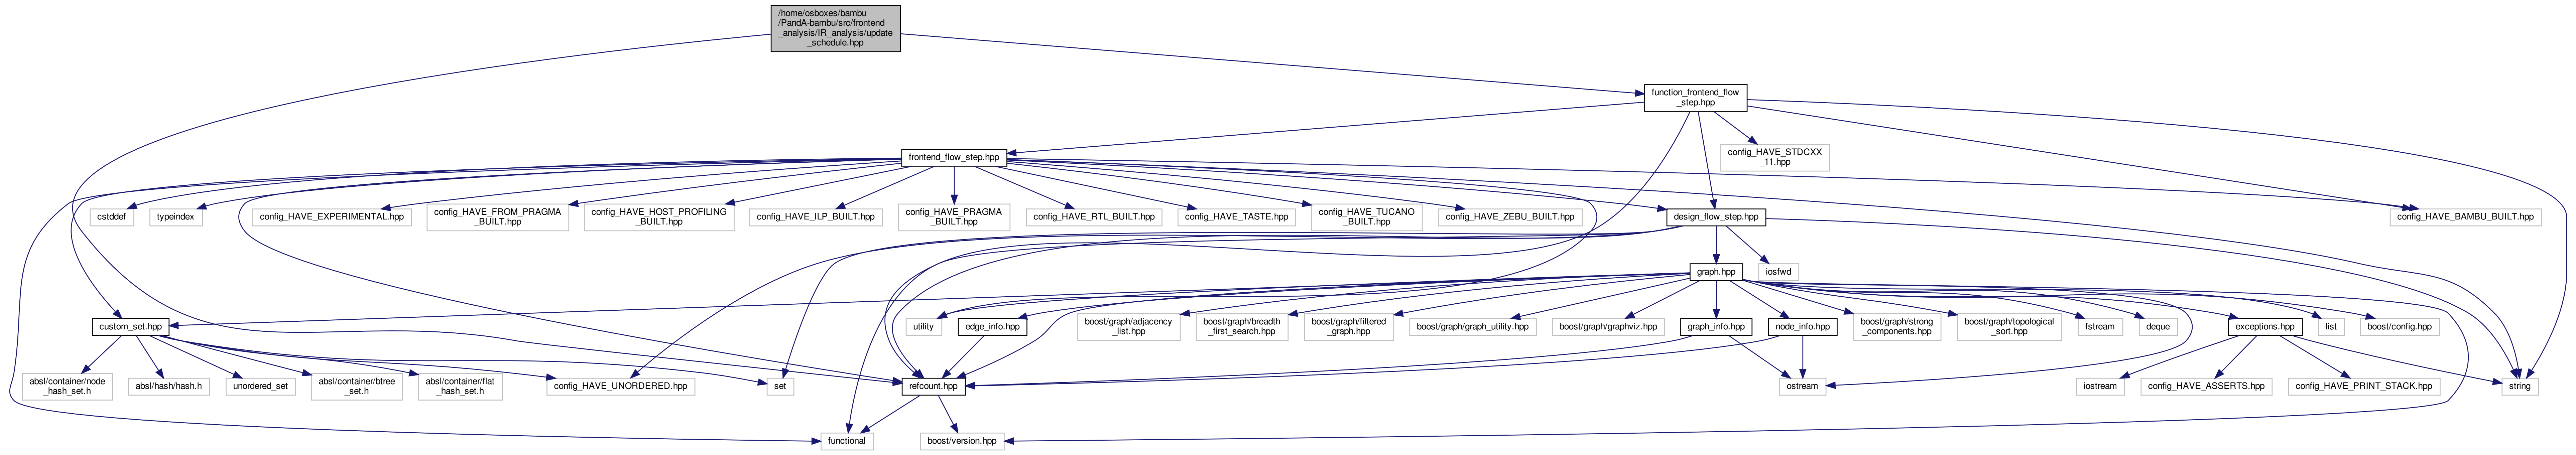 /home/osboxes/bambu
/PandA-bambu/src/frontend
_analysis/IR_analysis/update
_schedule.hpp
function_frontend_flow
_step.hpp
frontend_flow_step.hpp
config_HAVE_STDCXX
_11.hpp
cstddef
typeindex
config_HAVE_EXPERIMENTAL.hpp
config_HAVE_FROM_PRAGMA
_BUILT.hpp
config_HAVE_HOST_PROFILING
_BUILT.hpp
config_HAVE_ILP_BUILT.hpp
config_HAVE_PRAGMA
_BUILT.hpp
config_HAVE_RTL_BUILT.hpp
config_HAVE_TASTE.hpp
config_HAVE_TUCANO
_BUILT.hpp
config_HAVE_ZEBU_BUILT.hpp
design_flow_step.hpp
config_HAVE_BAMBU_BUILT.hpp
graph.hpp
iosfwd
custom_set.hpp
utility
edge_info.hpp
boost/graph/adjacency
_list.hpp
boost/graph/breadth
_first_search.hpp
boost/graph/filtered
_graph.hpp
boost/graph/graph_utility.hpp
boost/graph/graphviz.hpp
graph_info.hpp
node_info.hpp
boost/graph/strong
_components.hpp
boost/graph/topological
_sort.hpp
fstream
deque
exceptions.hpp
list
boost/config.hpp
absl/container/node
_hash_set.h
absl/hash/hash.h
unordered_set
absl/container/btree
_set.h
absl/container/flat
_hash_set.h
config_HAVE_UNORDERED.hpp
set
refcount.hpp
ostream
iostream
config_HAVE_ASSERTS.hpp
config_HAVE_PRINT_STACK.hpp
string
functional
boost/version.hpp